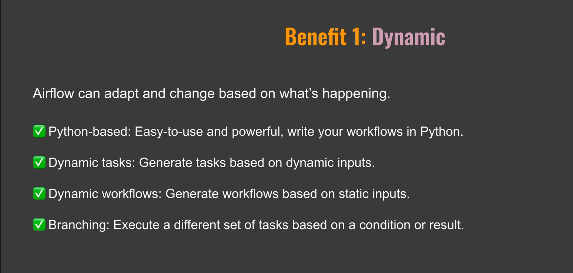 Benefit 1: Dynamic
Airflow can adapt and change based on what's happening.
✅ Python-based: Easy-to-use and powerful, write your workflows in Python.
✅ Dynamic tasks: Generate tasks based on dynamic inputs.
✅ Dynamic workflows: Generate workflows based on static inputs.
✅ Branching: Execute a different set of tasks based on a condition or result.